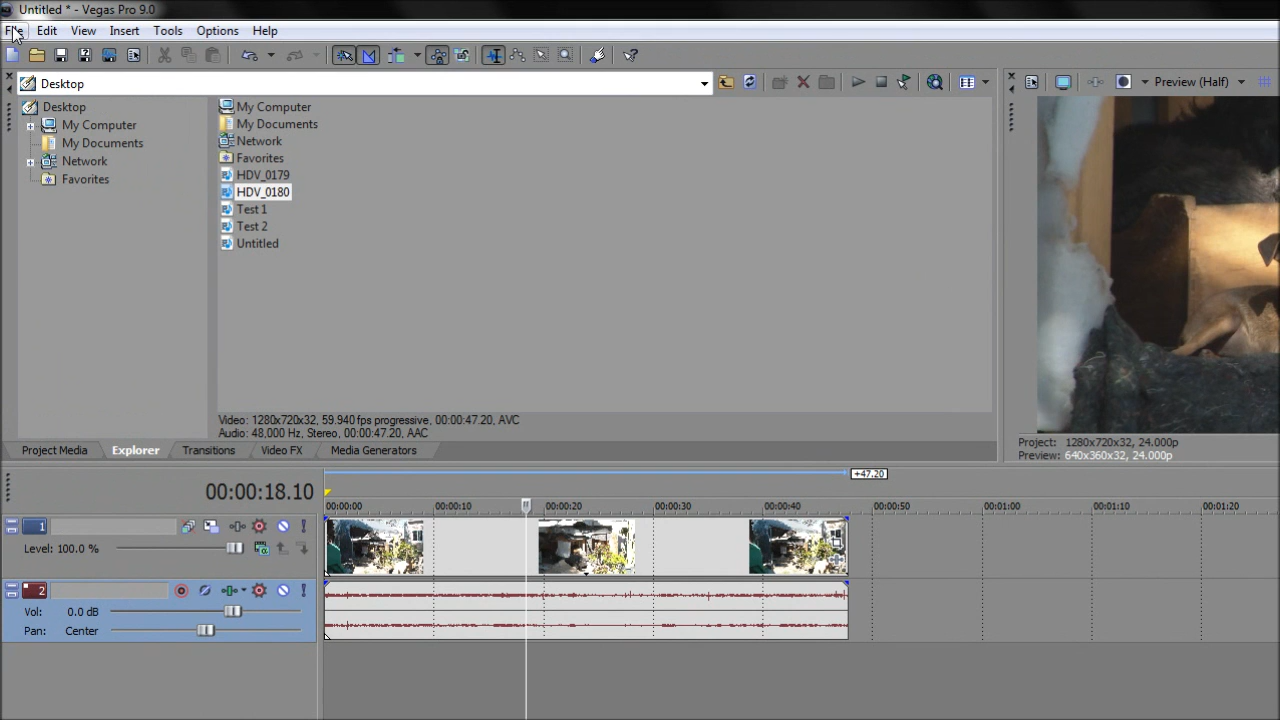 Untitled * - Vegas Pro 9.0
File Edit View Insert Tools Options Help
Desktop
Preview (Half)
Desktop
My Computer
My Documents
Network
Favorites
My Computer
My Documents
Network
Favorites
HDV_0179
HDV_0180
Test 1
Test 2
Untitled
Video: 1280x720x32, 59.940 fps progressive, 00:00:47.20, AVC
Audio: 48,000 Hz, Stereo, 00:00:47.20, AAC
Project Media Explorer Transitions Video FX Media Generators
Project: 1280x720x32, 24.000p
Preview: 640x360x32, 24.000p
+47.20
00:00:18.10
00:00:00 00:00:10 00:00:20 00:00:30 00:00:40 00:00:50 00:01:00 00:01:10 00:01:20
1
Level: 100.0 %
2
Vol: 0.0 dB
Pan: Center